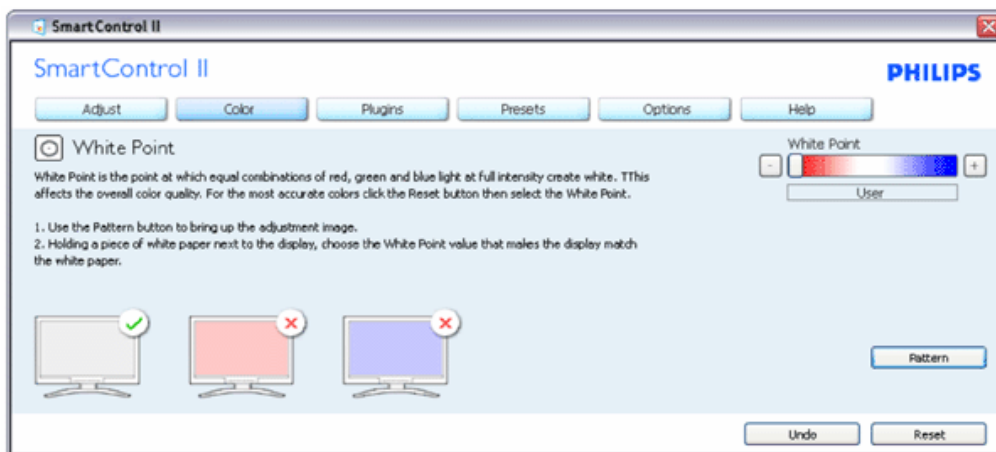 SmartControl II
SmartControl II
PHILIPS
Adjust Color Plugins Presets Options Help
White Point
White Point is the point at which equal combinations of red, green and blue light at full intensity create white. TThis
affects the overall color quality. For the most accurate colors click the Reset button then select the White Point.
1. Use the Pattern button to bring up the adjustment image.
2. Holding a piece of white paper next to the display, choose the White Point value that makes the display match
the white paper.
White Point
- +
User
Pattern
Undo Reset